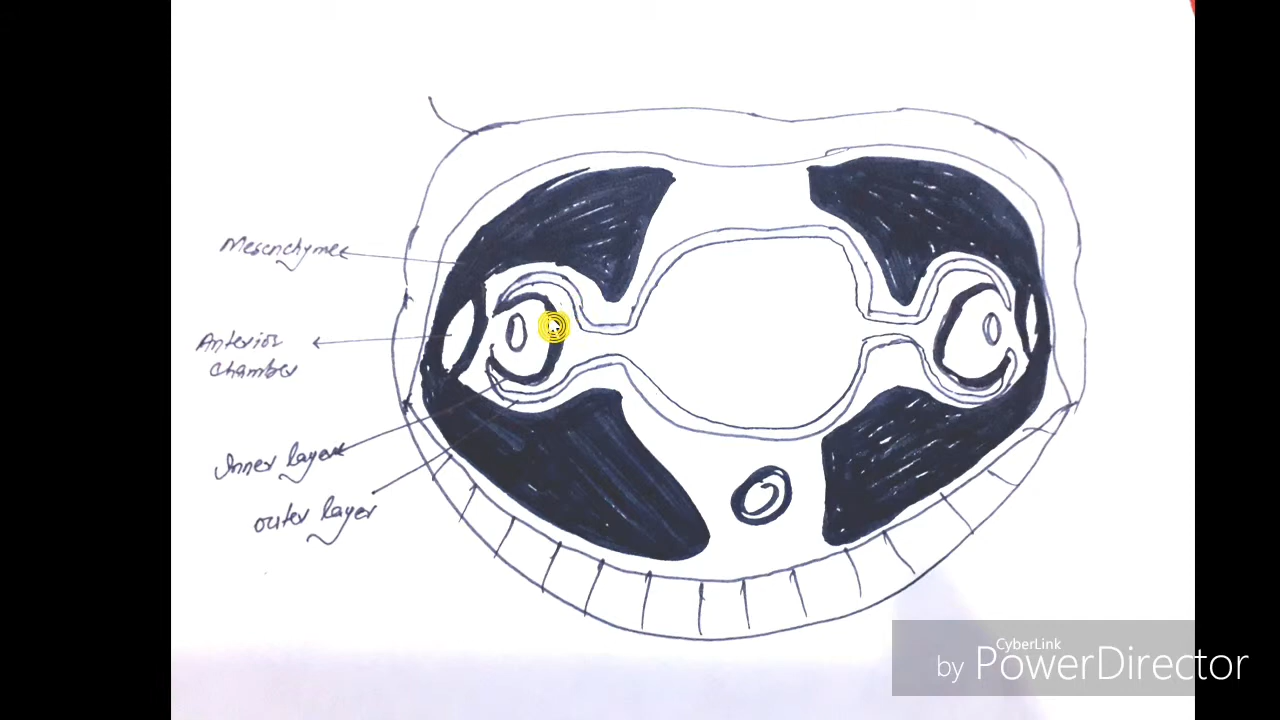 Mesenchyme
Anterior
chamber
Inner layer
outer layer
CyberLink
by PowerDirector